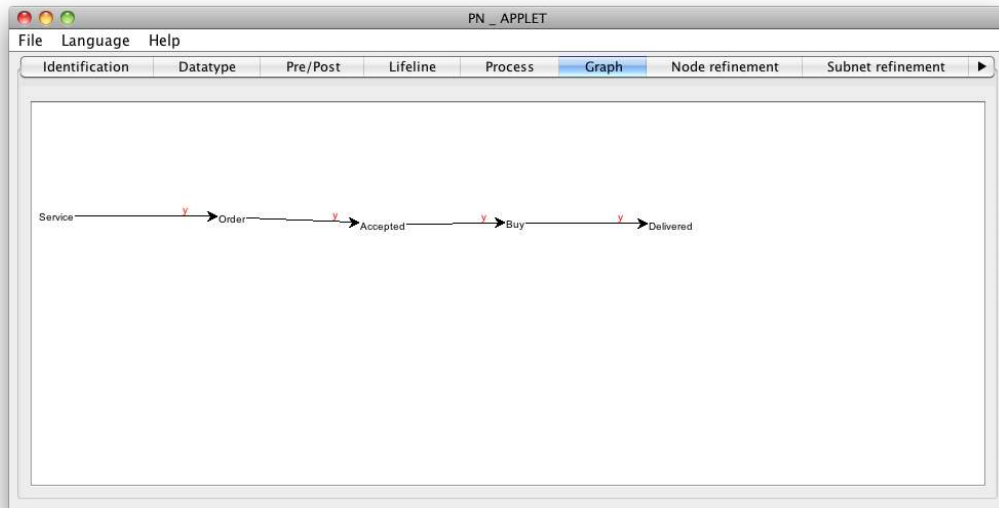 PN _ APPLET
File Language Help
Identification Datatype Pre/Post Lifeline Process Graph Node refinement Subnet refinement
Service y Order y Accepted y Buy y Delivered